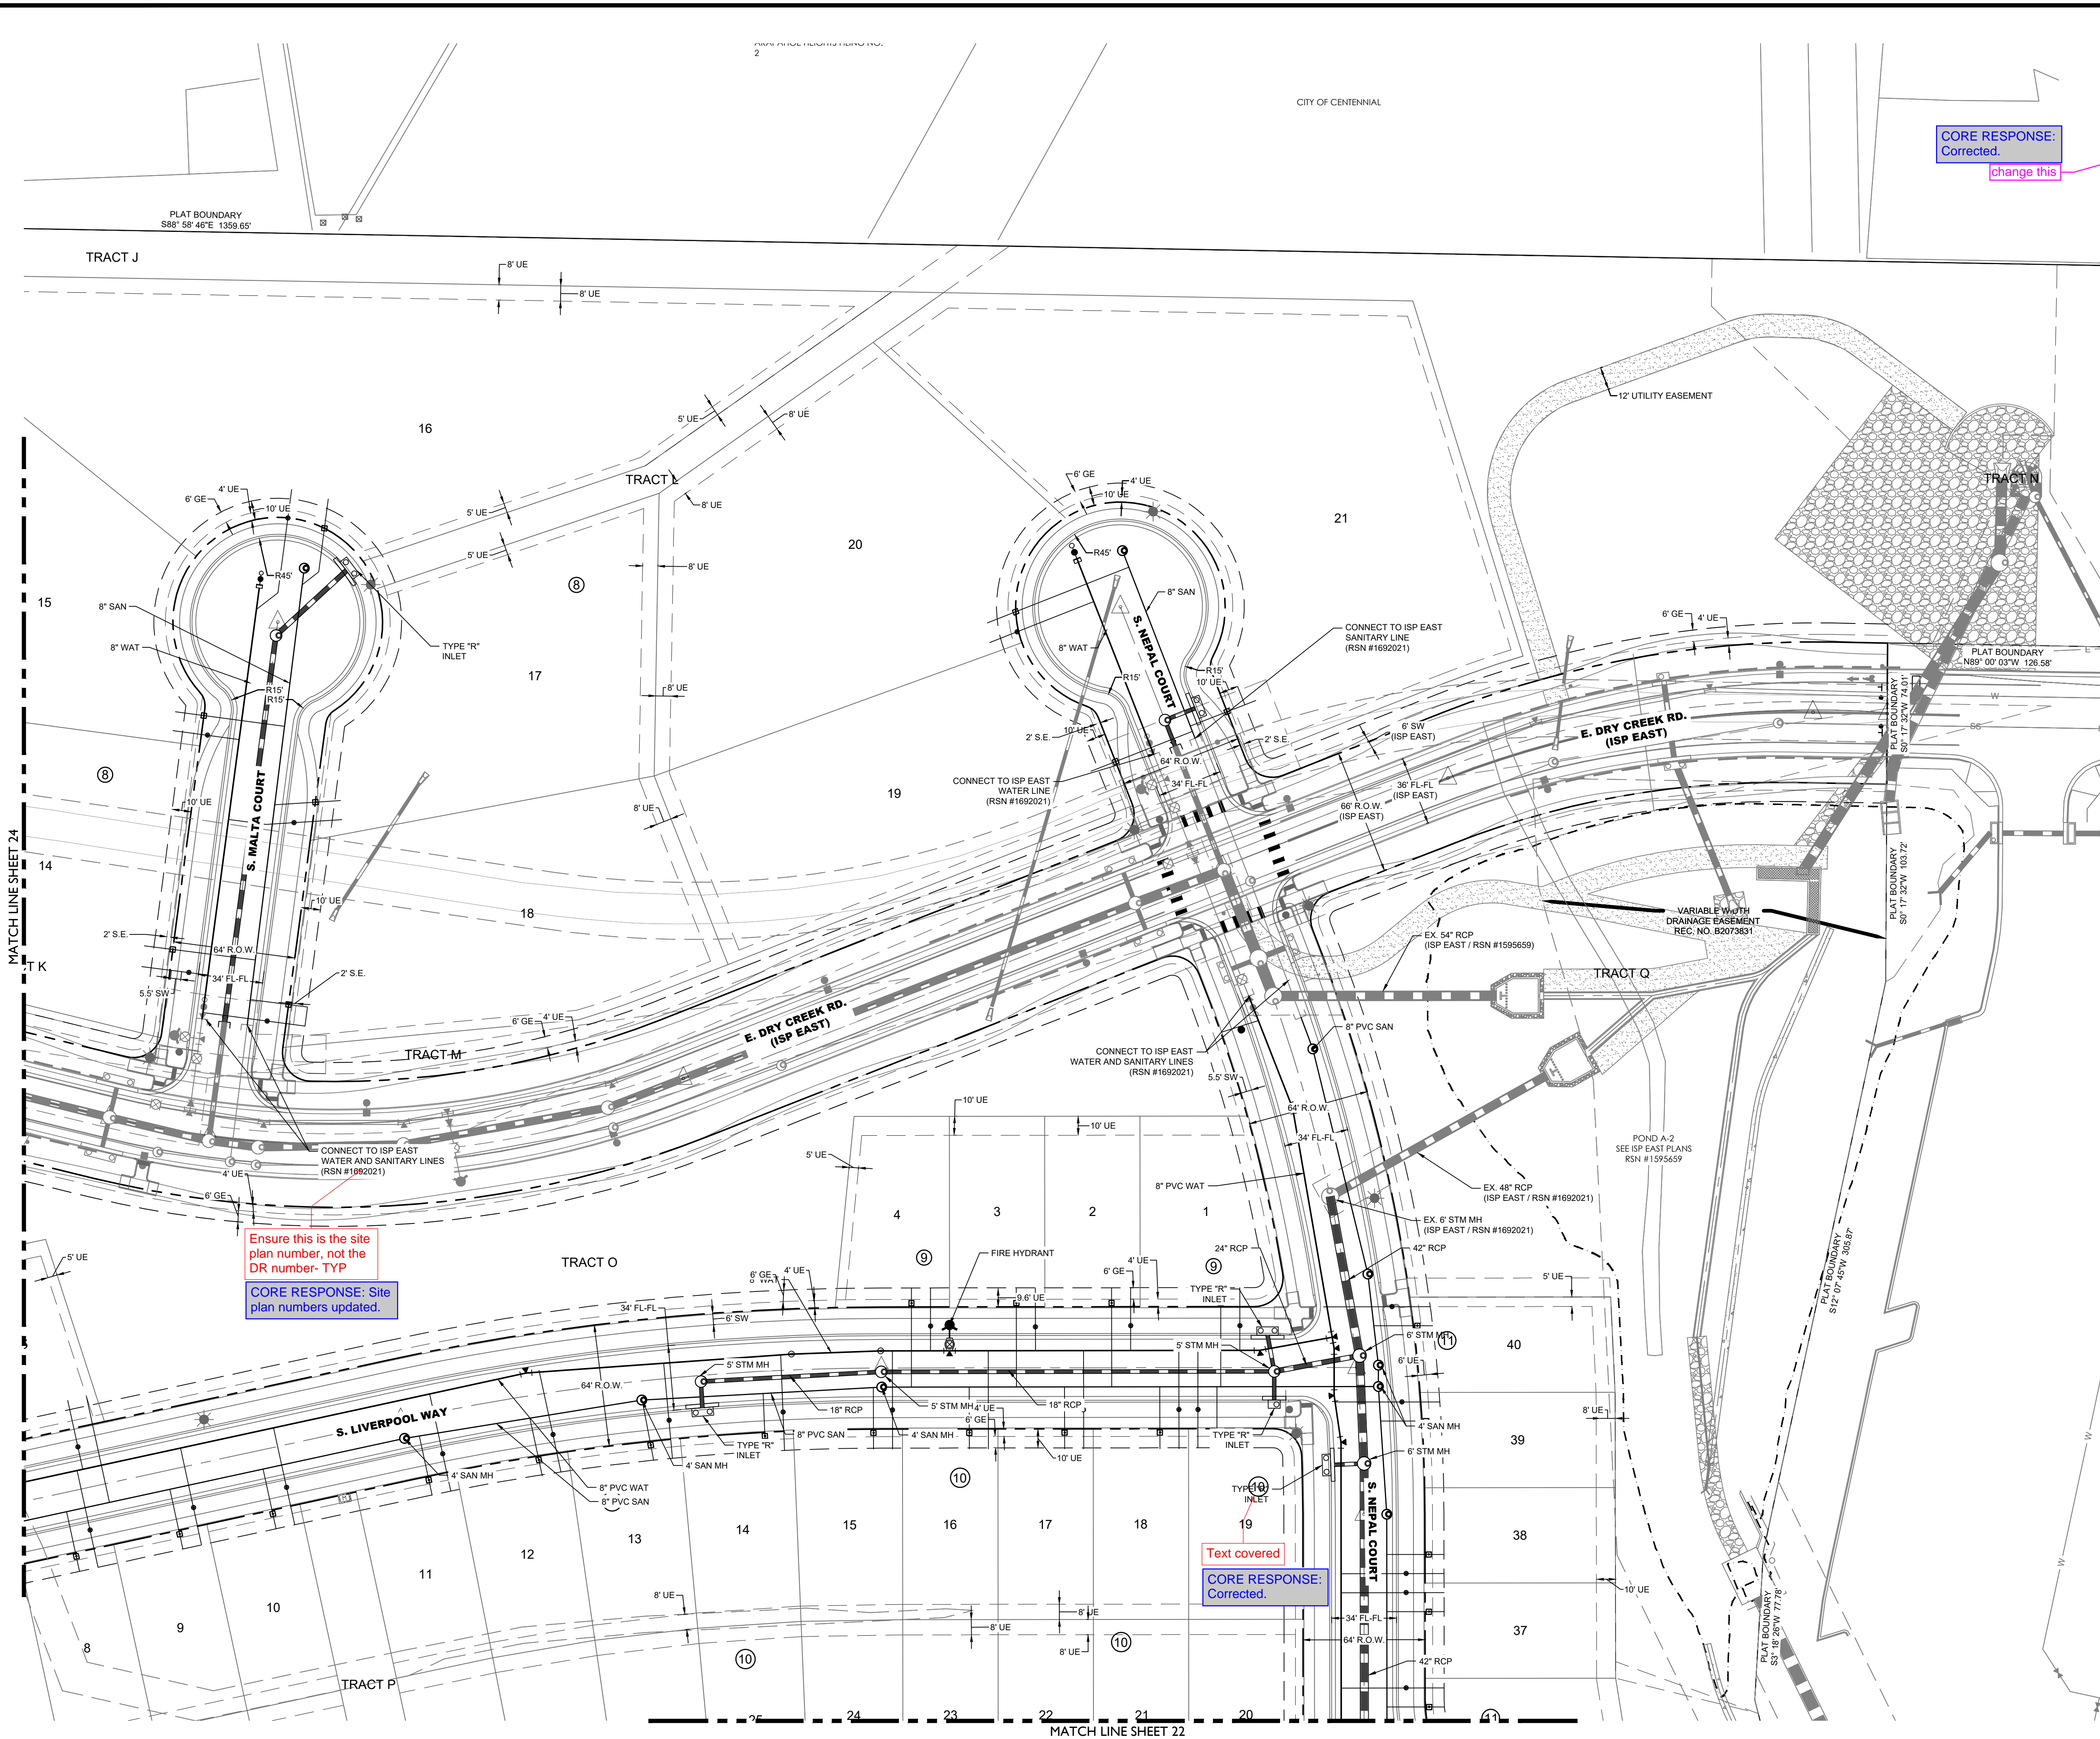 2
CITY OF CENTENNIAL
CORE RESPONSE:
Corrected.
change this
PLAT BOUNDARY
S88° 58' 46"E 1359.65'
TRACT J
8' UE
8' UE
12' UTILITY EASEMENT
5' UE
8' UE
16
TRACT L
8' UE
5' UE
5' UE
8' UE
TRACT N
6' GE
4' UE
10' UE
R45'
6' GE
4' UE
10' UE
R45'
21
20
8
15
8" SAN
8" WAT
TYPE "R"
INLET
R15'
R15'
17
8' UE
8" SAN
8" WAT
S. NEPAL COURT
R15'
R15'
10' UE
CONNECT TO ISP EAST
SANITARY LINE
(RSN #1692021)
6' GE
4' UE
PLAT BOUNDARY
N89° 00' 03"W 126.58'
E
W
SS
PLAT BOUNDARY
S0° 17' 32"W 74.01'
E. DRY CREEK RD.
(ISP EAST)
6' SW
(ISP EAST)
2' S.E.
10' UE
2' S.E.
64' R.O.W.
34' FL-FL
CONNECT TO ISP EAST
WATER LINE
(RSN #1692021)
36' FL-FL
(ISP EAST)
66' R.O.W.
(ISP EAST)
8
10' UE
S. MALTA COURT
8' UE
19
MATCH LINE SHEET 24
14
10' UE
18
2' S.E.
64' R.O.W.
34' FL-FL
2' S.E.
5.5' SW
T K
PLAT BOUNDARY
S0° 17' 32"W 103.72'
VARIABLE WIDTH
DRAINAGE EASEMENT
REC. NO. B2073831
EX. 54" RCP
(ISP EAST / RSN #1595659)
TRACT Q
6' GE
4' UE
E. DRY CREEK RD.
(ISP EAST)
TRACT M
8" PVC SAN
CONNECT TO ISP EAST
WATER AND SANITARY LINES
(RSN #1692021)
5.5' SW
64' R.O.W.
34' FL-FL
10' UE
10' UE
5' UE
CONNECT TO ISP EAST
WATER AND SANITARY LINES
(RSN #1692021)
4' UE
6' GE
POND A-2
SEE ISP EAST PLANS
RSN #1595659
8" PVC WAT
EX. 48" RCP
(ISP EAST / RSN #1692021)
EX. 6' STM MH
(ISP EAST / RSN #1692021)
4
3
2
1
Ensure this is the site
plan number, not the
DR number- TYP
CORE RESPONSE: Site
plan numbers updated.
5' UE
TRACT O
9
FIRE HYDRANT
24" RCP
42" RCP
9
6' GE
4' UE
6' GE
4' UE
9.6' UE
TYPE "R"
INLET
5' UE
PLAT BOUNDARY
S12° 07' 45"W 305.87'
34' FL-FL
6' SW
5' STM MH
5' STM MH
6' STM MH
11
40
6' UE
64' R.O.W.
S. LIVERPOOL WAY
18" RCP
5' STM MH
4' UE
6' GE
18" RCP
8" PVC SAN
4' SAN MH
TYPE "R"
INLET
4' SAN MH
8' UE
TYPE "R"
INLET
10' UE
6' STM MH
39
4' SAN MH
4' SAN MH
8" PVC WAT
8" PVC SAN
10
10
TYPE "R"
INLET
S. NEPAL COURT
13
14
15
16
17
18
19
38
12
11
10
9
8
Text covered
CORE RESPONSE:
Corrected.
8' UE
8' UE
8' UE
8' UE
10' UE
34' FL-FL
64' R.O.W.
42" RCP
37
10
10
TRACT P
PLAT BOUNDARY
S3° 18' 26"W 77.78'
W
W
25
24
23
22
21
20
11
MATCH LINE SHEET 22